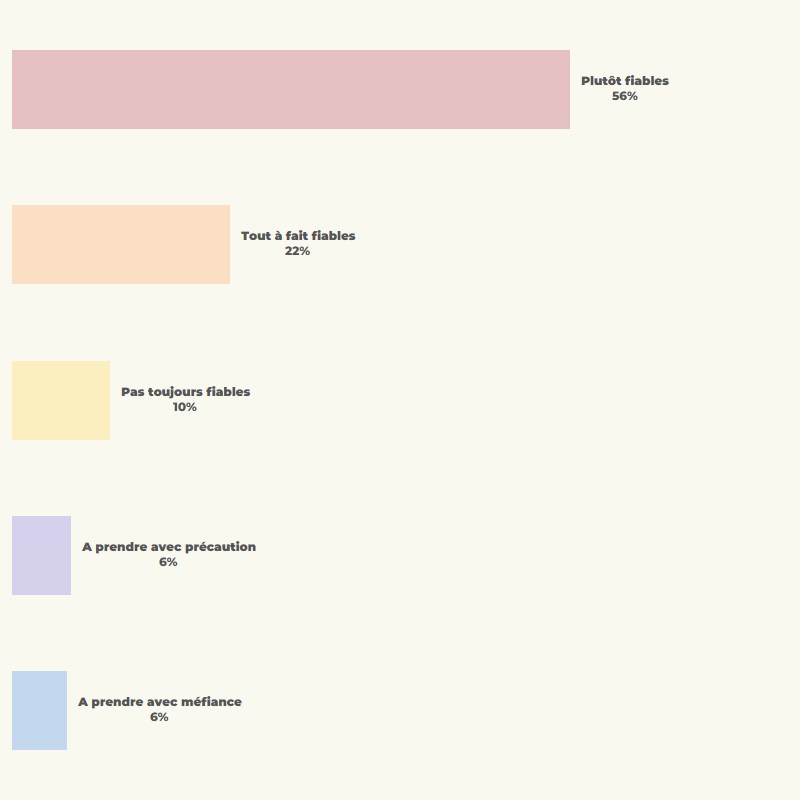 Plutôt fiables
56%
Tout à fait fiables
22%
Pas toujours fiables
10%
A prendre avec précaution
6%
A prendre avec méfiance
6%